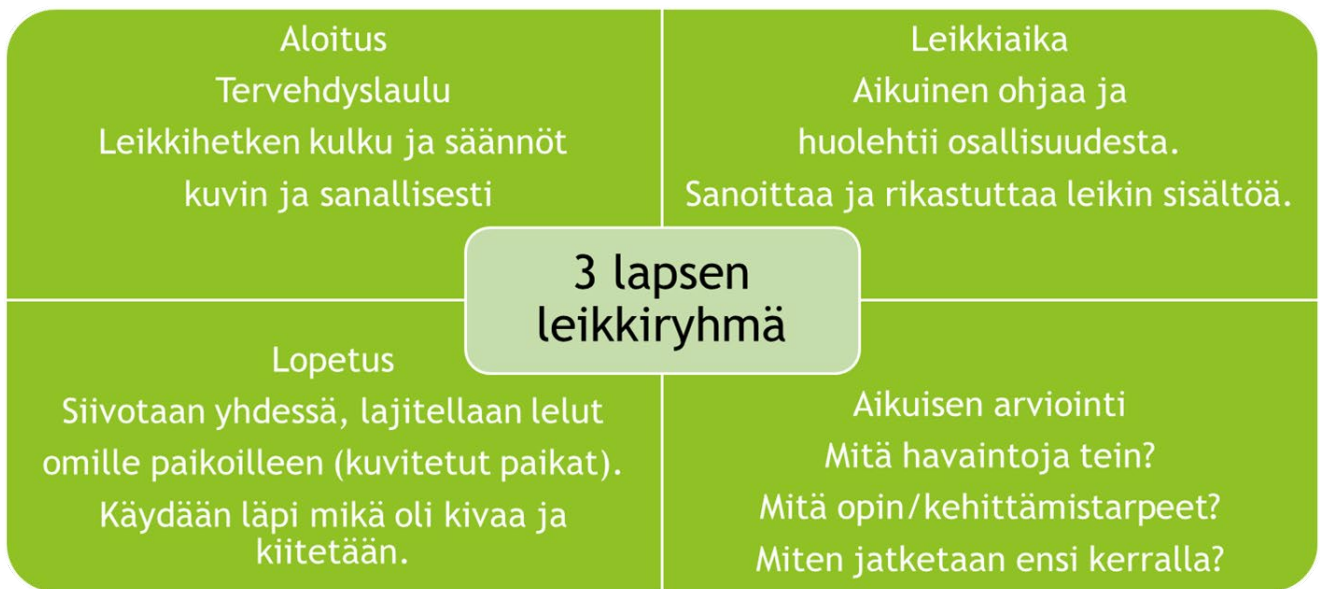 Aloitus
Tervehdyslaulu
Leikkihetken kulku ja säännöt
kuvin ja sanallisesti
Leikkiaika
Aikuinen ohjaa ja
huolehtii osallisuudesta.
Sanoittaa ja rikastuttaa leikin sisältöä.
3 lapsen
leikkiryhmä
Lopetus
Siivotaan yhdessä, lajitellaan lelut
omille paikoilleen (kuvitetut paikat).
Käydään läpi mikä oli kivaa ja
kiitetään.
Aikuisen arviointi
Mitä havaintoja tein?
Mitä opin/kehittämistarpeet?
Miten jatketaan ensi kerralla?